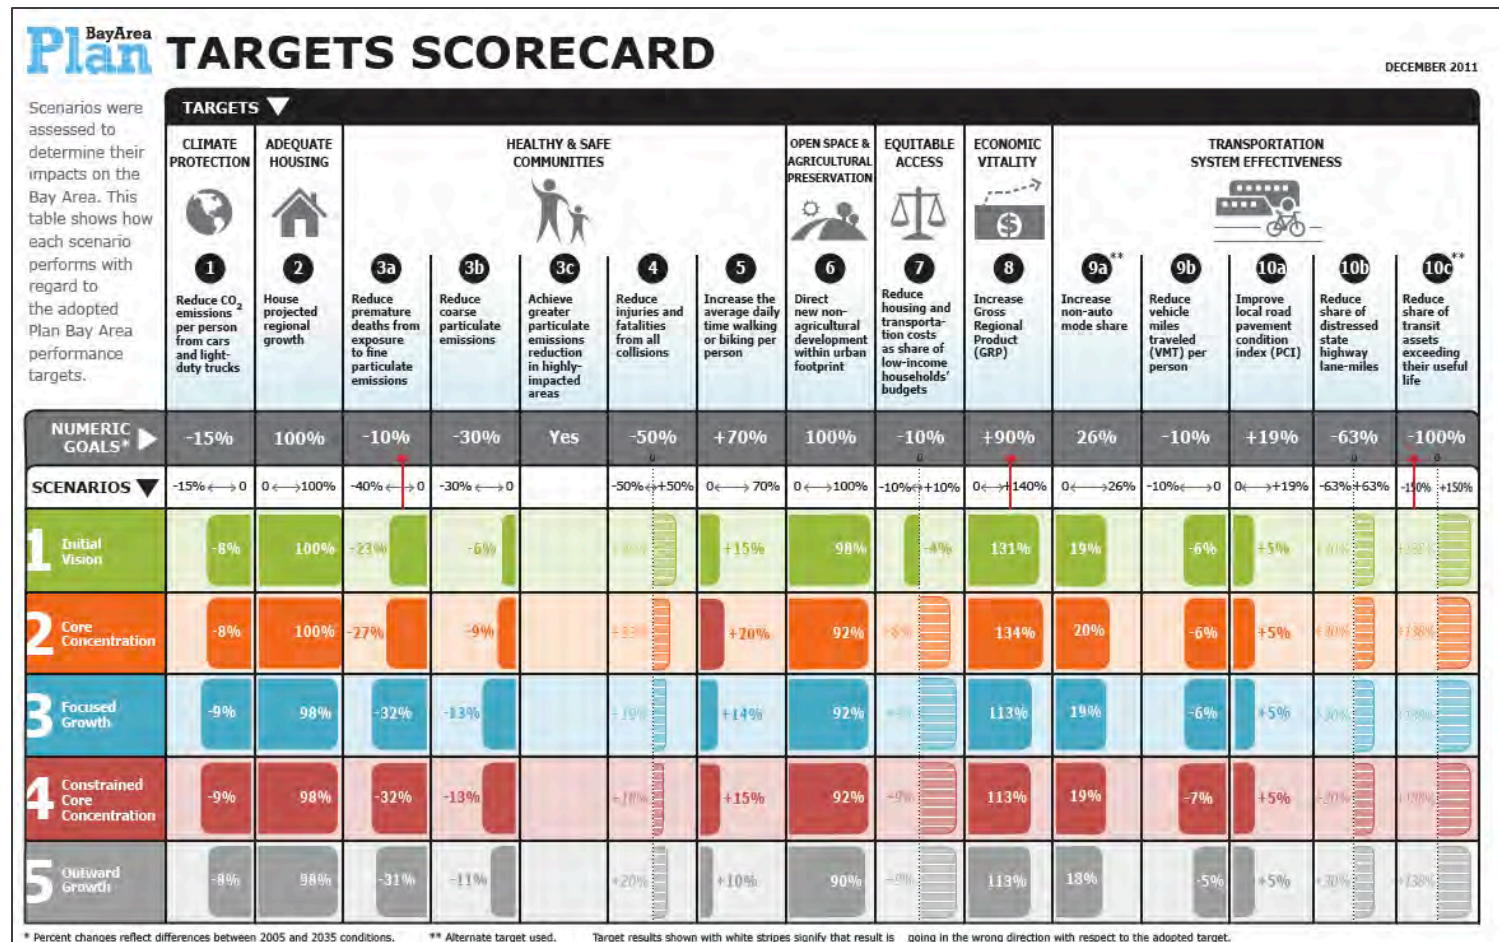 BayArea
Plan
TARGETS SCORECARD
DECEMBER 2011
Scenarios were
assessed to
determine their
impacts on the
Bay Area. This
table shows how
each scenario
performs with
regard to
the adopted
Plan Bay Area
performance
targets.
TARGETS
CLIMATE
PROTECTION
ADEQUATE
HOUSING
HEALTHY & SAFE
COMMUNITIES
OPEN SPACE &
AGRICULTURAL
PRESERVATION
EQUITABLE
ACCESS
ECONOMIC
VITALITY
TRANSPORTATION
SYSTEM EFFECTIVENESS
$
1
Reduce CO2
emissions
per person
from cars
and light-
duty trucks
2
House
projected
regional
growth
3a
Reduce
premature
deaths from
exposure
to fine
particulate
emissions
3b
Reduce
coarse
particulate
emissions
3c
Achieve
greater
particulate
emissions
reduction
in highly-
impacted
areas
4
Reduce
injuries and
fatalities
from all
collisions
5
Increase the
average daily
time walking
or biking per
person
6
Direct
new non-
agricultural
development
within urban
footprint
7
Reduce
housing and
transporta-
tion costs
as share of
low-income
households'
budgets
8
Increase
Gross
Regional
Product
(GRP)
9a**
Increase
non-auto
mode share
9b
Reduce
vehicle
miles
traveled
(VMT) per
person
10a
Improve
local road
pavement
condition
index (PCI)
10b
Reduce
share of
distressed
state
highway
lane-miles
10c**
Reduce
share of
transit
assets
exceeding
their useful
life
NUMERIC
GOALS*
-15% 100% -10% -30% Yes -50% +70% 100% -10% +90% 26% -10% +19% -63% -100%
0 0 0 0
SCENARIOS
-15% ⟷ 0 0 ⟷ 100% -40% ⟷ 0 -30% ⟷ 0 -50% ⟷ +50% 0 ⟷ 70% 0 ⟷ 100% -10% ⟷ +10% 0 ⟷ +140% 0 ⟷ 26% -10% ⟷ 0 0 ⟷ +19% -63% +63% -150% +150%
1 Initial
Vision
-8% 100% -23% -6% +15% 98% -4% 131% 19% -6% +5%
2 Core
Concentration
-8% 100% -27% -9% +20% 92% +8% 134% 20% -6% +5% +30% +138%
3 Focused
Growth
-9% 98% -32% -13% +19% +14% 92% 113% 19% -6% +5% +30%
4 Constrained
Core
Concentration
-9% 98% -32% -13% +18% +15% 92% 113% 19% -7% +5% +30%
5 Outward
Growth
-8% 98% -31% -11% +20% +10% 90% 113% 18% -5% +5% +30% +138%
* Percent changes reflect differences between 2005 and 2035 conditions. ** Alternate target used. Target results shown with white stripes signify that result is going in the wrong direction with respect to the adopted target.